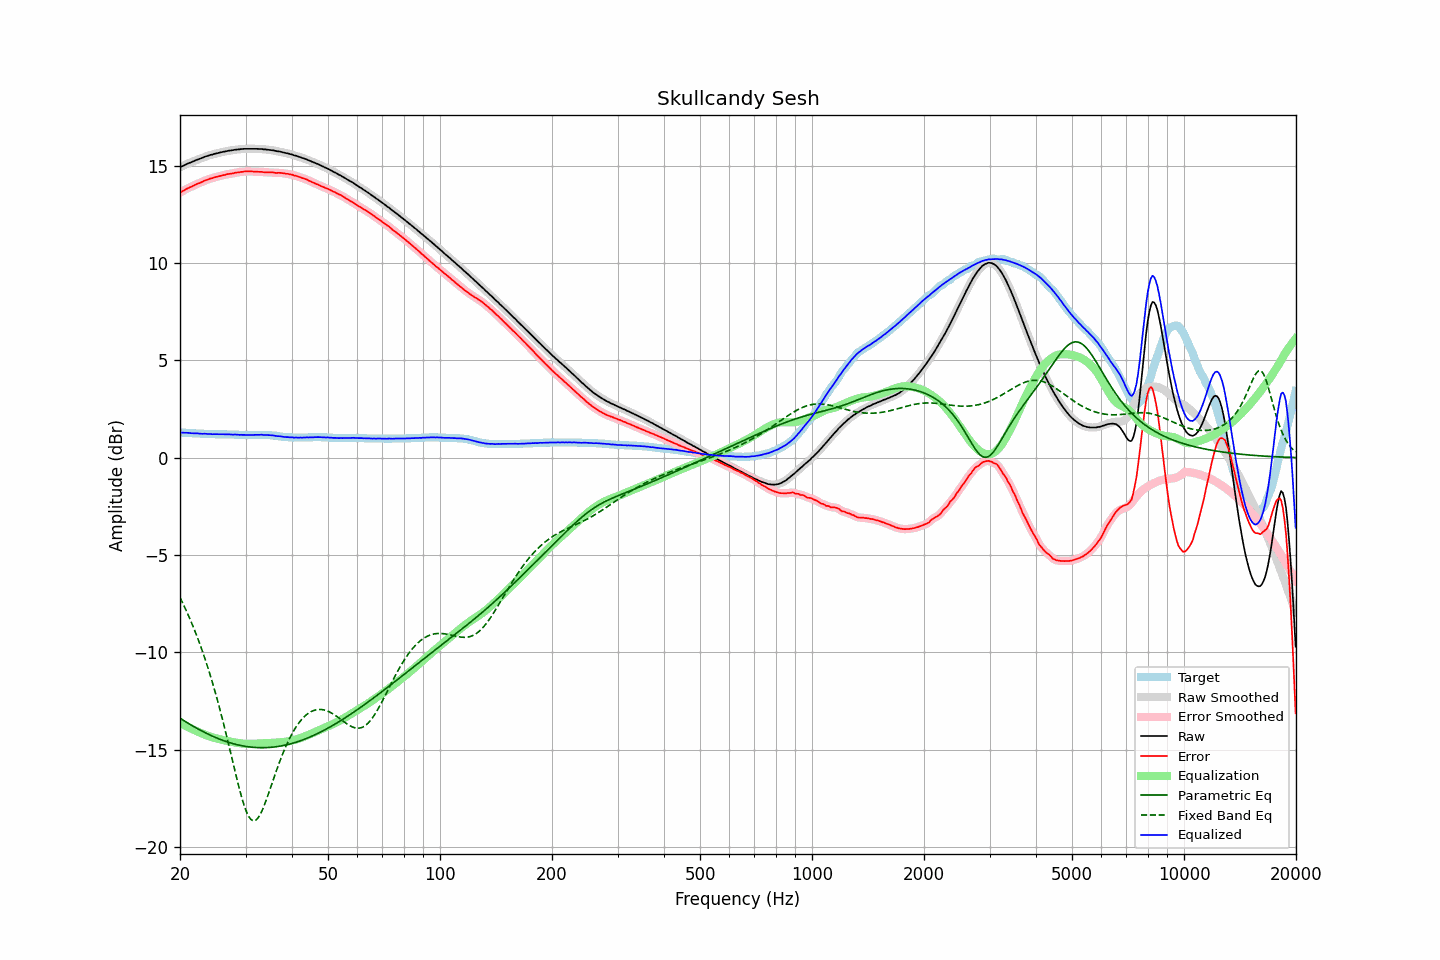 Skullcandy Sesh
Amplitude (dBr)
15
10
5
0
−5
−10
−15
−20
20
50
100
200
500
1000
2000
5000
10000
20000
Frequency (Hz)
Target
Raw Smoothed
Error Smoothed
Raw
Error
Equalization
Parametric Eq
Fixed Band Eq
Equalized